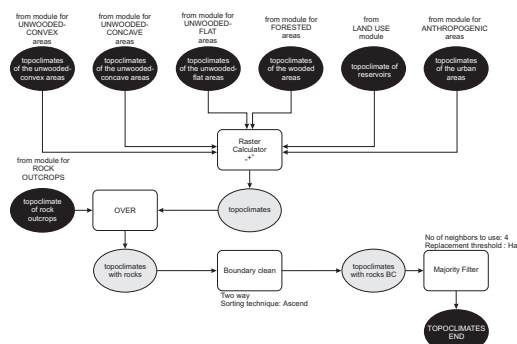 from module for
UNWOODED-
CONVEX
areas
from module for
UNWOODED-
CONCAVE
areas
from module for
UNWOODED-
FLAT
areas
from module for
FORESTED
areas
from
LAND USE
module
from module for
ANTHROPOGENIC
areas
topoclimates
of the unwooded-
convex areas
topoclimates
of the unwooded-
concave areas
topoclimates
of the unwooded-
flat areas
topoclimates
of the wooded
areas
topoclimate of
reservoirs
topoclimates
of the urban
areas
Raster
Calculator
„+”
from module for
ROCK
OUTCROPS
topoclimate
of rock
outcrops
OVER
topoclimates
No of neighbors to use: 4
Replacement threshold : Ha
topoclimates
with rocks
Boundary clean
topoclimates
with rocks BC
Majority Filter
Two way
Sorting technique: Ascend
TOPOCLIMATES
END